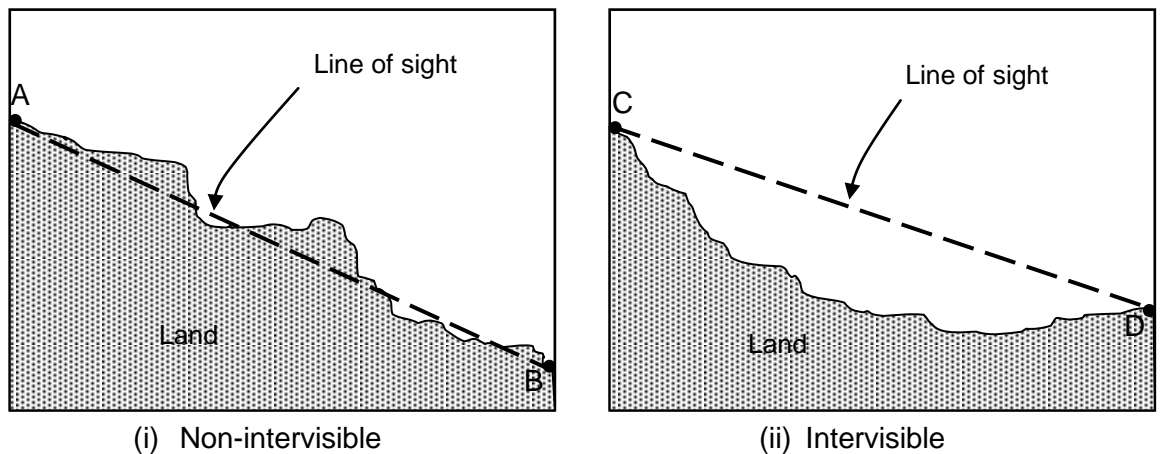 Line of sight
A
Land
B
(i) Non-intervisible
Line of sight
C
Land
D
(ii) Intervisible